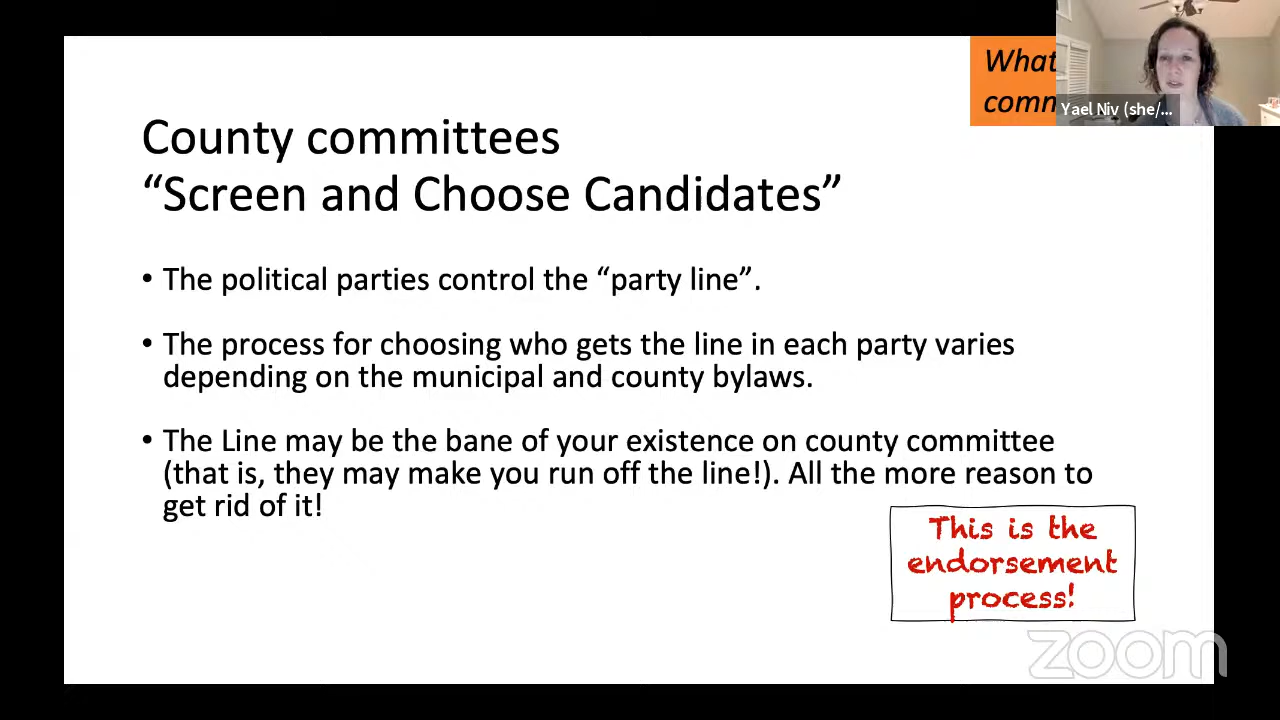 What
comm
Yael Niv (she/...
County committees
“Screen and Choose Candidates”
• The political parties control the “party line”.
• The process for choosing who gets the line in each party varies
depending on the municipal and county bylaws.
• The Line may be the bane of your existence on county committee
(that is, they may make you run off the line!). All the more reason to
get rid of it!
This is the
endorsement
process!
zoom